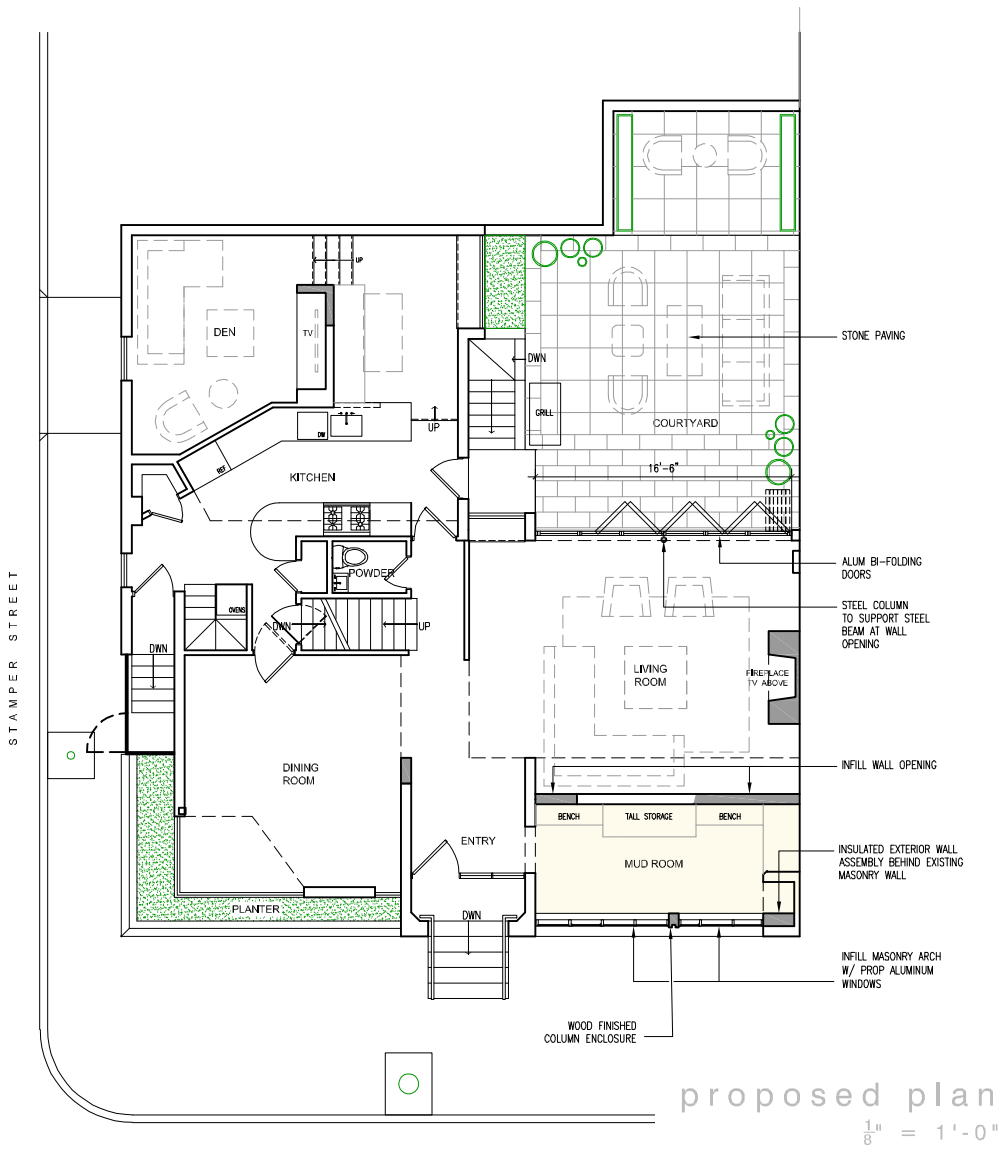 UP
DEN
TV
DWN
STONE PAVING
GRILL
COURTYARD
DW
UP
REF
KITCHEN
16'-6"
ALUM BI-FOLDING
DOORS
POWDER
STEEL COLUMN
TO SUPPORT STEEL
BEAM AT WALL
OPENING
OVENS
DWN
UP
STAMPER STREET
DWN
LIVING
ROOM
FIREPLACE
TV ABOVE
DINING
ROOM
INFILL WALL OPENING
BENCH
TALL STORAGE
BENCH
ENTRY
MUD ROOM
INSULATED EXTERIOR WALL
ASSEMBLY BEHIND EXISTING
MASONRY WALL
PLANTER
DWN
INFILL MASONRY ARCH
W/ PROP ALUMINUM
WINDOWS
WOOD FINISHED
COLUMN ENCLOSURE
proposed plan
1/8" = 1'-0"